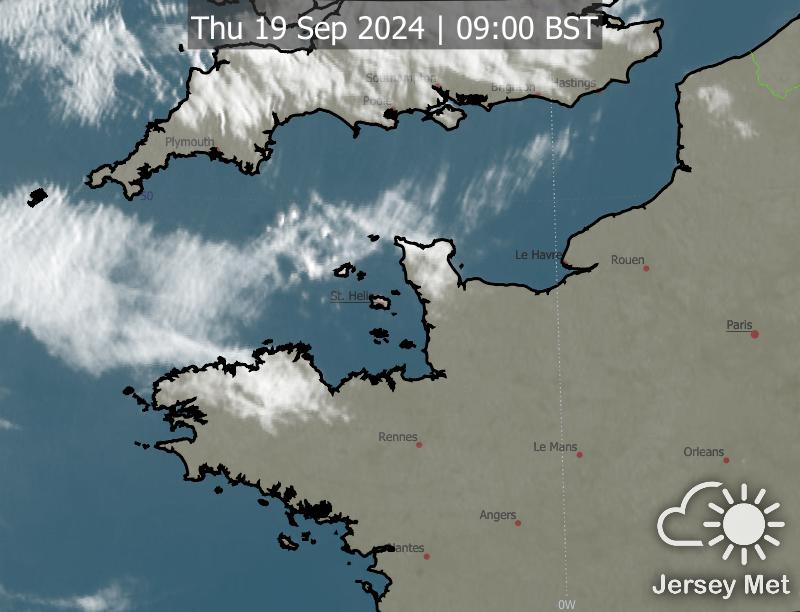 Thu 19 Sep 2024 | 09:00 BST
Southampton
Brighton
Hastings
Poole
Plymouth
50
Le Havre
Rouen
St. Helier
Paris
Rennes
Le Mans
Orleans
Angers
Nantes
0W
Jersey Met